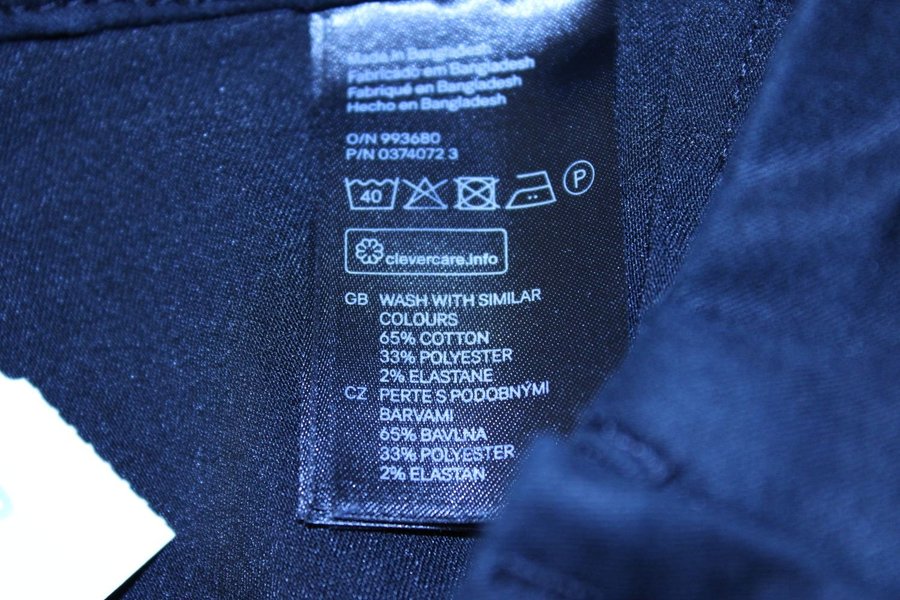 Made in Bangladesh
Fabricado em Bangladesh
Fabriqué en Bangladesh
Hecho en Bangladesh
O/N 993680
P/N 0374072 3
40 P
clevercare.info
GB WASH WITH SIMILAR
COLOURS
65% COTTON
33% POLYESTER
2% ELASTANE
CZ PERTE S PODOBNÝMI
BARVAMI
65% BAVLNA
33% POLYESTER
2% ELASTAN